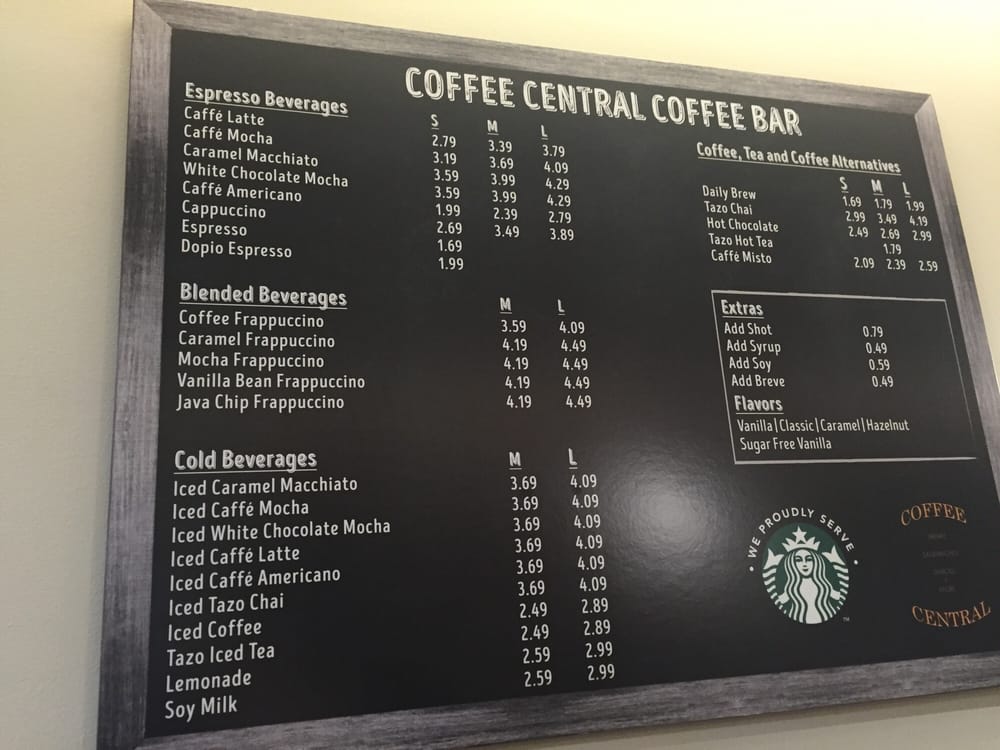 COFFEE CENTRAL COFFEE BAR
Espresso Beverages S M L
Caffé Latte 2.79 3.39 3.79
Caffé Mocha 3.19 3.69 4.09
Caramel Macchiato 3.59 3.99 4.29
White Chocolate Mocha 3.59 3.99 4.29
Caffé Americano 1.99 2.39 2.79
Cappuccino 2.69 3.49 3.89
Espresso 1.69
Dopio Espresso 1.99
Blended Beverages M L
Coffee Frappuccino 3.59 4.09
Caramel Frappuccino 4.19 4.49
Mocha Frappuccino 4.19 4.49
Vanilla Bean Frappuccino 4.19 4.49
Java Chip Frappuccino 4.19 4.49
Cold Beverages M L
Iced Caramel Macchiato 3.69 4.09
Iced Caffé Mocha 3.69 4.09
Iced White Chocolate Mocha 3.69 4.09
Iced Caffé Latte 3.69 4.09
Iced Caffé Americano 3.69 4.09
Iced Tazo Chai 3.69 4.09
Iced Coffee 2.49 2.89
Tazo Iced Tea 2.49 2.89
Lemonade 2.59 2.99
Soy Milk 2.59 2.99
Coffee, Tea and Coffee Alternatives
S M L
Daily Brew 1.69 1.79 1.99
Tazo Chai 2.99 3.49 4.19
Hot Chocolate 2.49 2.69 2.99
Tazo Hot Tea 1.79
Caffé Misto 2.09 2.39 2.59
Extras
Add Shot 0.79
Add Syrup 0.49
Add Soy 0.59
Add Breve 0.49
Flavors
Vanilla|Classic|Caramel|Hazelnut
Sugar Free Vanilla
• WE PROUDLY SERVE •
TM
COFFEE
CENTRAL